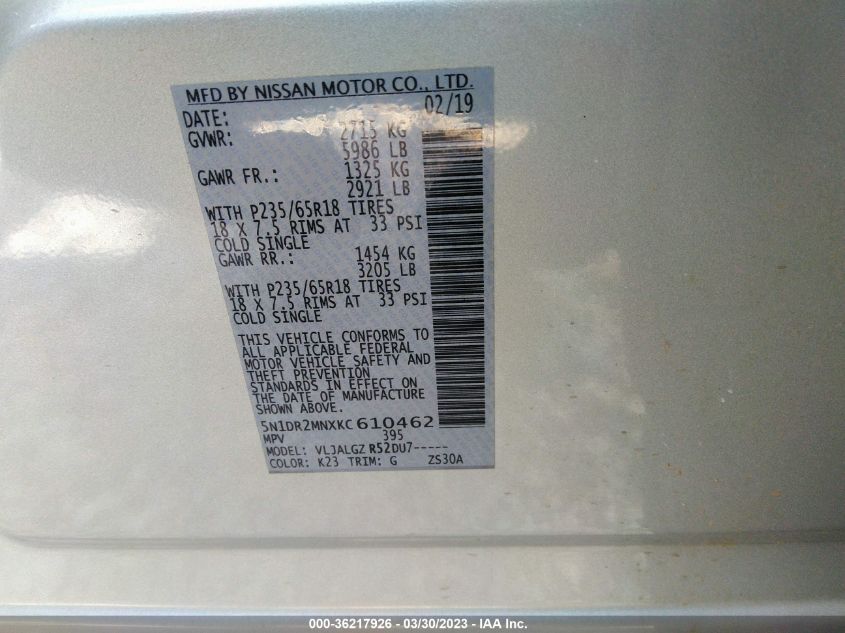 MFD BY NISSAN MOTOR CO., LTD.
DATE: 02/19
GVWR: 2715 KG
5986 LB
GAWR FR.: 1325 KG
2921 LB
WITH P235/65R18 TIRES
18 X 7.5 RIMS AT 33 PSI
COLD SINGLE
GAWR RR.: 1454 KG
3205 LB
WITH P235/65R18 TIRES
18 X 7.5 RIMS AT 33 PSI
COLD SINGLE
THIS VEHICLE CONFORMS TO
ALL APPLICABLE FEDERAL
MOTOR VEHICLE SAFETY AND
THEFT PREVENTION
STANDARDS IN EFFECT ON
THE DATE OF MANUFACTURE
SHOWN ABOVE.
5N1DR2MNXKC610462
MPV 395
MODEL: VLJALGZ R52DU7-----
COLOR: K23 TRIM: G ZS30A
000-36217926 - 03/30/2023 - IAA Inc.